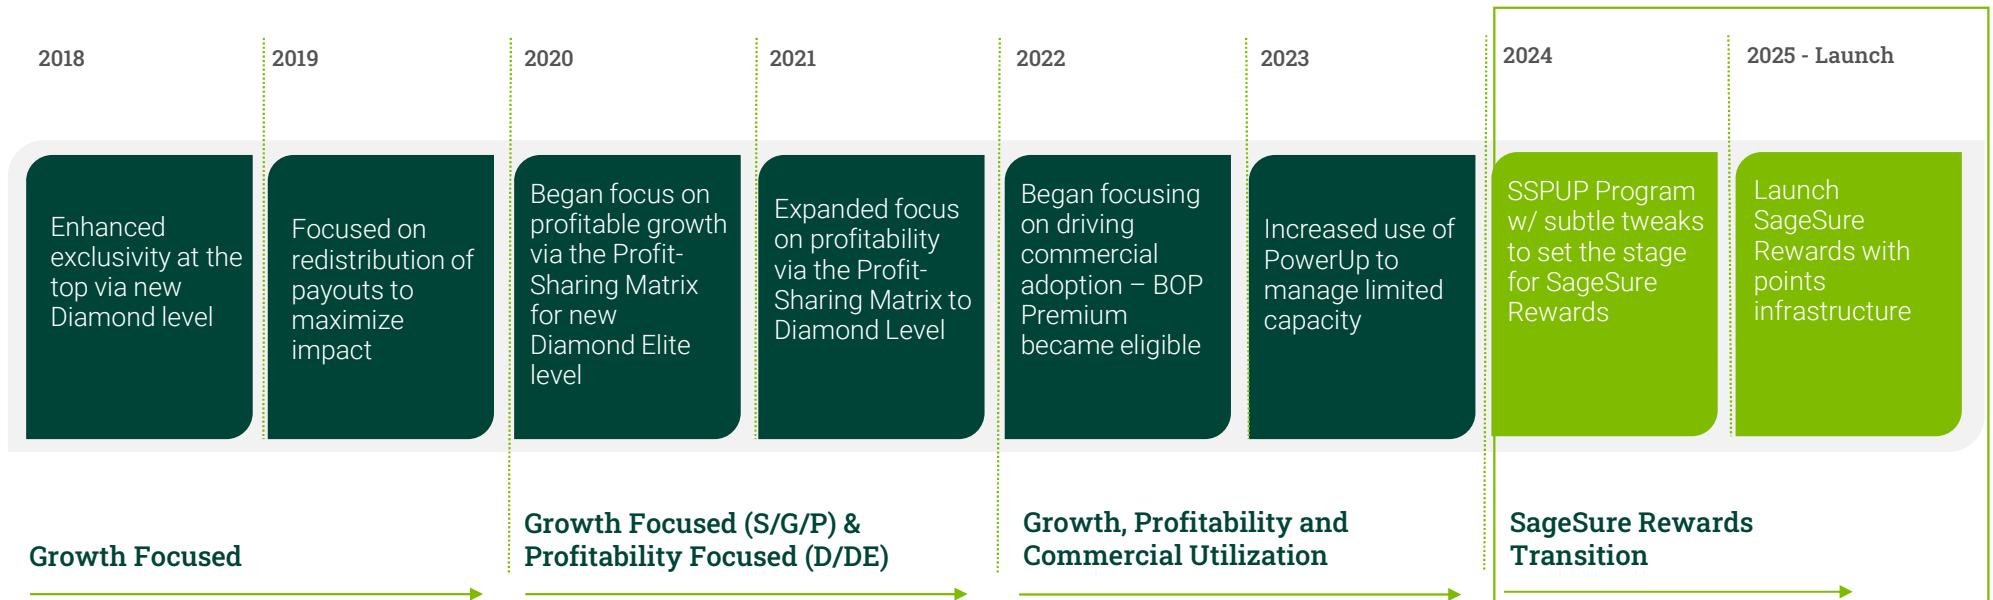 2018
2019
2020
2021
2022
2023
2024
2025 - Launch
Enhanced
exclusivity at the
top via new
Diamond level
Focused on
redistribution of
payouts to
maximize
impact
Began focus on
profitable growth
via the Profit-
Sharing Matrix
for new
Diamond Elite
level
Expanded focus
on profitability
via the Profit-
Sharing Matrix to
Diamond Level
Began focusing
on driving
commercial
adoption – BOP
Premium
became eligible
Increased use of
PowerUp to
manage limited
capacity
SSPUP Program
w/ subtle tweaks
to set the stage
for SageSure
Rewards
Launch
SageSure
Rewards with
points
infrastructure
Growth Focused
Growth Focused (S/G/P) &
Profitability Focused (D/DE)
Growth, Profitability and
Commercial Utilization
SageSure Rewards
Transition